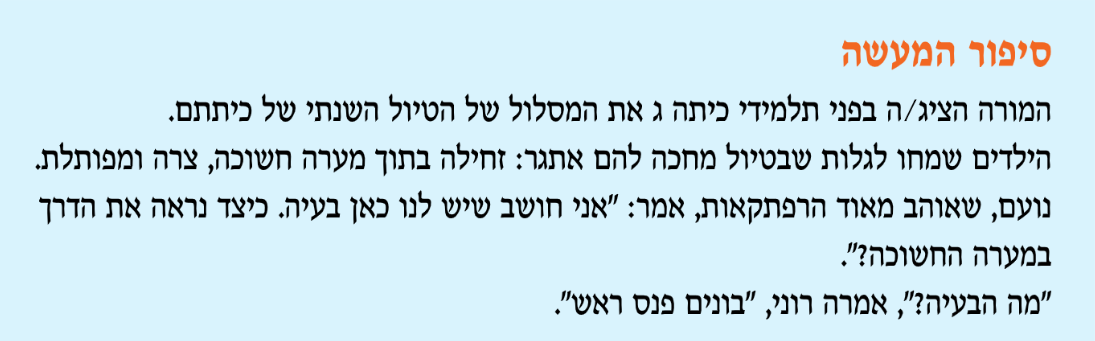 סיפור המעשה
המורה הציג/ה בפני תלמידי כיתה ג את המסלול של הטיול השנתי של כיתתם.
הילדים שמחו לגלות שבטיול מחכה להם אתגר: זחילה בתוך מערה חשוכה, צרה ומפותלת.
נועם, שאוהב מאוד הרפתקאות, אמר: "אני חושב שיש לנו כאן בעיה. כיצד נראה את הדרך
במערה החשוכה?".
"מה הבעיה?", אמרה רוני, "בונים פנס ראש".